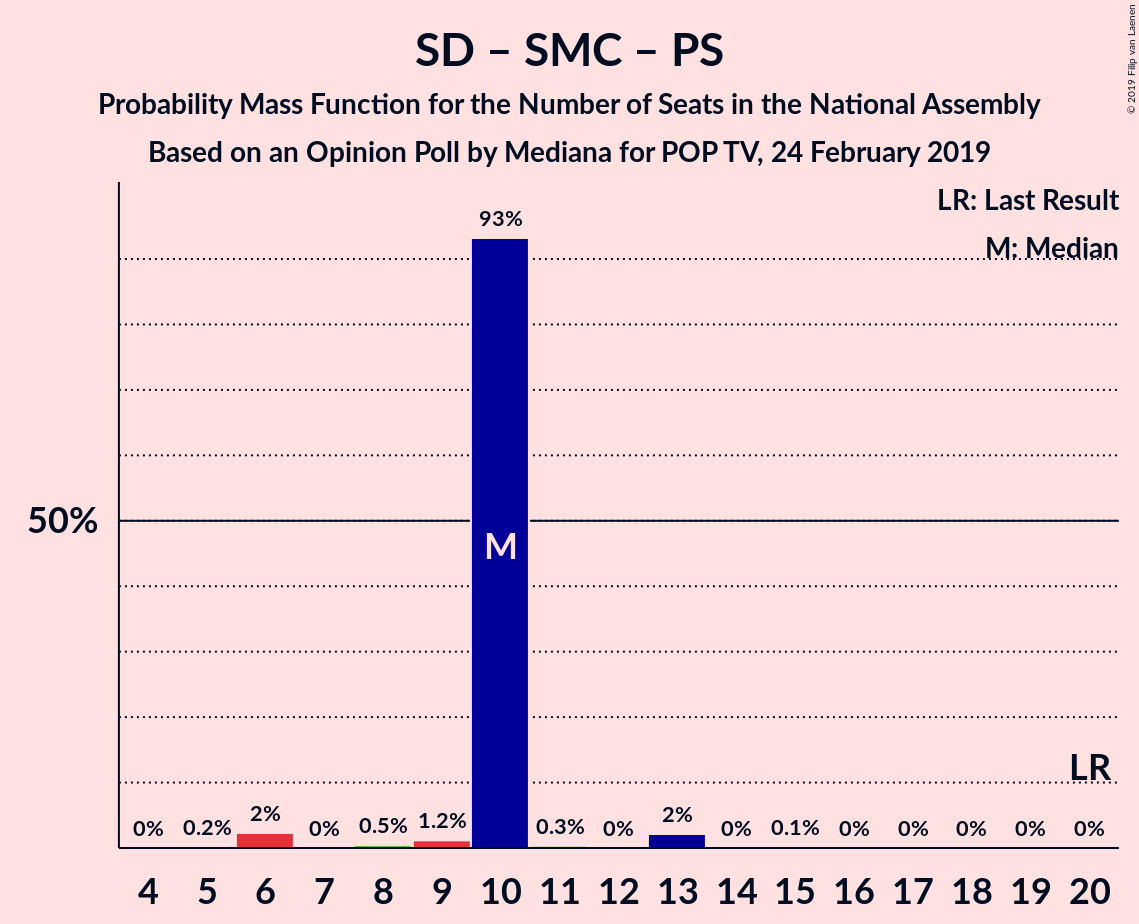 SD – SMC – PS
Probability Mass Function for the Number of Seats in the National Assembly
Based on an Opinion Poll by Mediana for POP TV, 24 February 2019
© 2019 Filip van Laenen
LR: Last Result
M: Median
93%
50%
M
LR
0% 0.2% 2% 0% 0.5% 1.2% 0.3% 0% 2% 0% 0.1% 0% 0% 0% 0% 0%
4 5 6 7 8 9 10 11 12 13 14 15 16 17 18 19 20